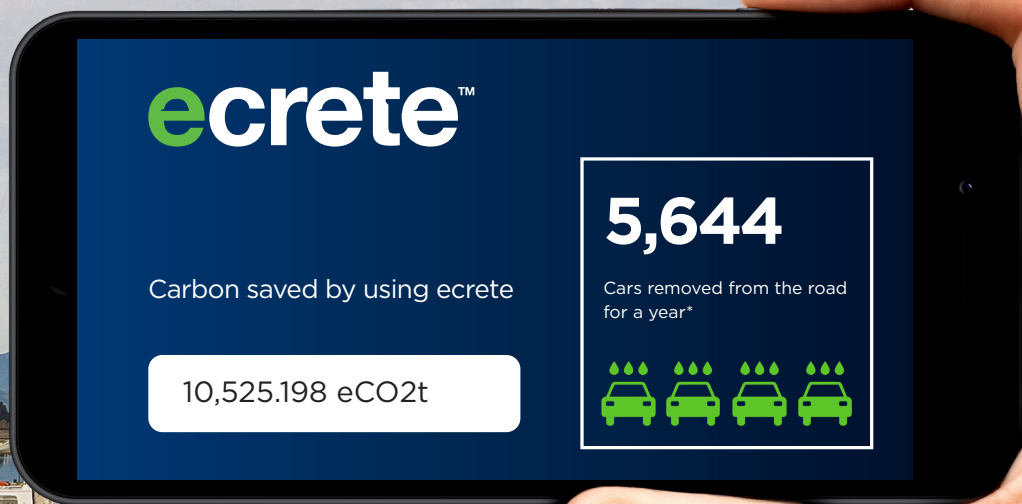 ecrete™
5,644
Carbon saved by using ecrete
Cars removed from the road
for a year*
10,525.198 eCO2t